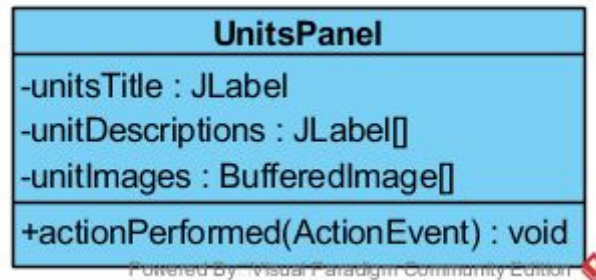 UnitsPanel
-unitsTitle : JLabel
-unitDescriptions : JLabel[]
-unitImages : BufferedImage[]
+actionPerformed(ActionEvent) : void
Powered By Visual Paradigm Community Edition